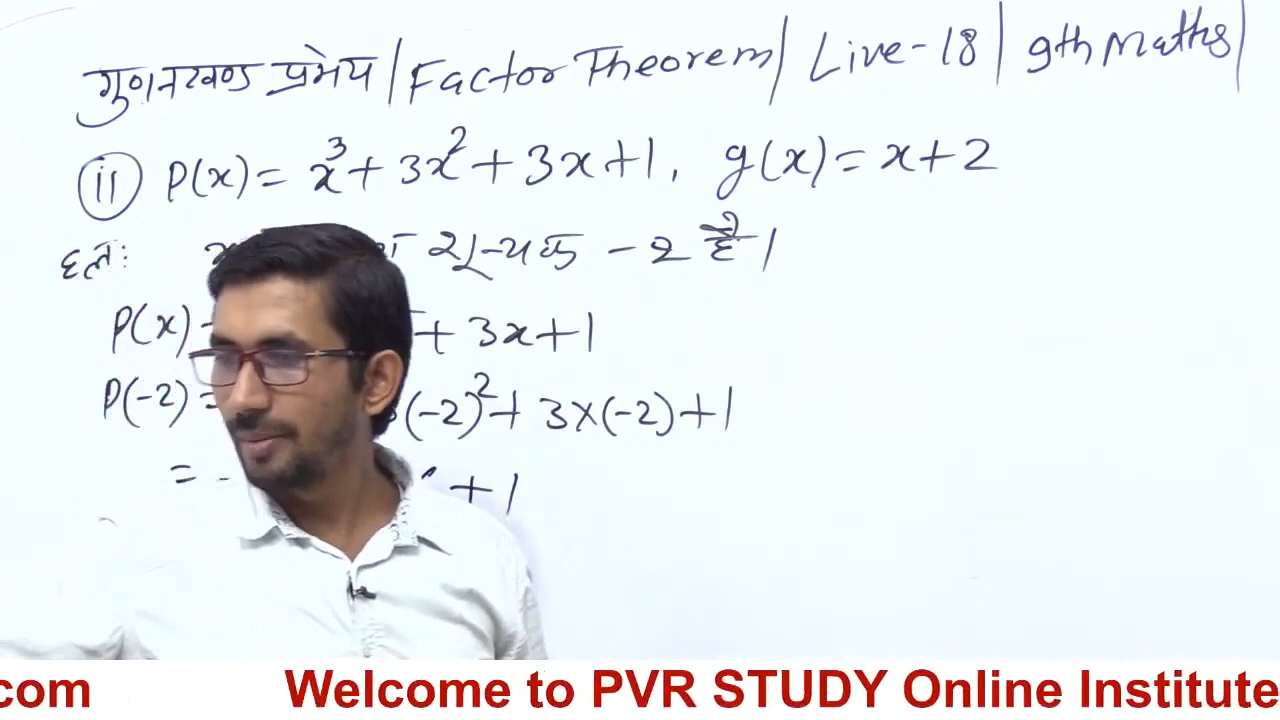 गुणनखण्ड प्रमेय | Factor Theorem | Live-18 | 9th Maths |
(ii) P(x) = x³ + 3x² + 3x + 1, g(x) = x + 2
हल: शून्यक - 2 है।
P(x) + 3x + 1
P(-2) = (-2)² + 3×(-2) + 1
= - + 1
com Welcome to PVR STUDY Online Institute